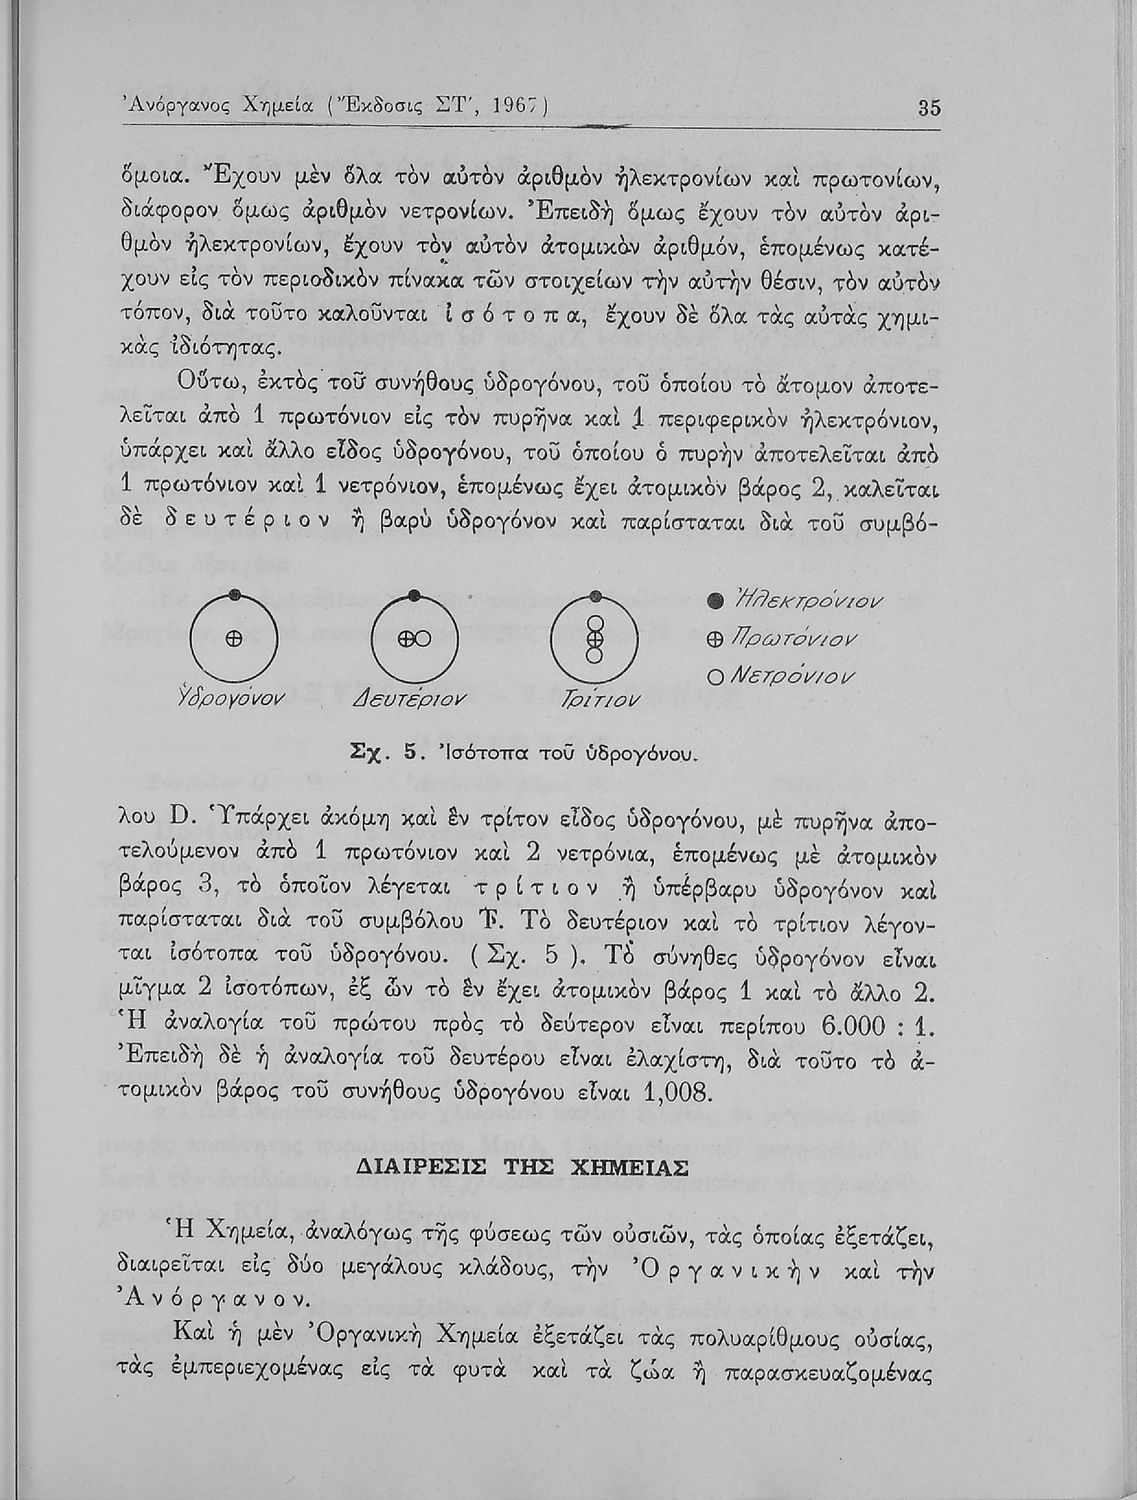 Ἀνόργανος Χημεία (Ἔκδοσις ΣΤ', 1967) 35
ὅμοια. Ἔχουν μὲν ὅλα τὸν αὐτὸν ἀριθμὸν ἠλεκτρονίων καὶ πρωτονίων,
διάφορον ὅμως ἀριθμὸν νετρονίων. Ἐπειδὴ ὅμως ἔχουν τὸν αὐτὸν ἀρι-
θμὸν ἠλεκτρονίων, ἔχουν τὸν αὐτὸν ἀτομικὸν ἀριθμόν, ἑπομένως κατέ-
χουν εἰς τὸν περιοδικὸν πίνακα τῶν στοιχείων τὴν αὐτὴν θέσιν, τὸν αὐτὸν
τόπον, διὰ τοῦτο καλοῦνται ἰσότοπα, ἔχουν δὲ ὅλα τὰς αὐτὰς χημι-
κὰς ἰδιότητας.
Οὕτω, ἐκτὸς τοῦ συνήθους ὑδρογόνου, τοῦ ὁποίου τὸ ἄτομον ἀποτε-
λεῖται ἀπὸ 1 πρωτόνιον εἰς τὸν πυρῆνα καὶ 1 περιφερικὸν ἠλεκτρόνιον,
ὑπάρχει καὶ ἄλλο εἶδος ὑδρογόνου, τοῦ ὁποίου ὁ πυρὴν ἀποτελεῖται ἀπὸ
1 πρωτόνιον καὶ 1 νετρόνιον, ἑπομένως ἔχει ἀτομικὸν βάρος 2, καλεῖται
δὲ δευτέριον ἢ βαρὺ ὑδρογόνον καὶ παρίσταται διὰ τοῦ συμβό-
Ἠλεκτρόνιον
Πρωτόνιον
Νετρόνιον
Ὑδρογόνον Δευτέριον Τρίτιον
Σχ. 5. Ἰσότοπα τοῦ ὑδρογόνου.
λου D. Ὑπάρχει ἀκόμη καὶ ἓν τρίτον εἶδος ὑδρογόνου, μὲ πυρῆνα ἀπο-
τελούμενον ἀπὸ 1 πρωτόνιον καὶ 2 νετρόνια, ἑπομένως μὲ ἀτομικὸν
βάρος 3, τὸ ὁποῖον λέγεται τρίτιον ἢ ὑπέρβαρυ ὑδρογόνον καὶ
παρίσταται διὰ τοῦ συμβόλου Τ. Τὸ δευτέριον καὶ τὸ τρίτιον λέγον-
ται ἰσότοπα τοῦ ὑδρογόνου. (Σχ. 5). Τὸ σύνηθες ὑδρογόνον εἶναι
μῖγμα 2 ἰσοτόπων, ἐξ ὧν τὸ ἓν ἔχει ἀτομικὸν βάρος 1 καὶ τὸ ἄλλο 2.
Ἡ ἀναλογία τοῦ πρώτου πρὸς τὸ δεύτερον εἶναι περίπου 6.000 : 1.
Ἐπειδὴ δὲ ἡ ἀναλογία τοῦ δευτέρου εἶναι ἐλαχίστη, διὰ τοῦτο τὸ ἀ-
τομικὸν βάρος τοῦ συνήθους ὑδρογόνου εἶναι 1,008.
ΔΙΑΙΡΕΣΙΣ ΤΗΣ ΧΗΜΕΙΑΣ
Ἡ Χημεία, ἀναλόγως τῆς φύσεως τῶν οὐσιῶν, τὰς ὁποίας ἐξετάζει,
διαιρεῖται εἰς δύο μεγάλους κλάδους, τὴν Ὀργανικὴν καὶ τὴν
Ἀνόργανον.
Καὶ ἡ μὲν Ὀργανικὴ Χημεία ἐξετάζει τὰς πολυαρίθμους οὐσίας,
τὰς ἐμπεριεχομένας εἰς τὰ φυτὰ καὶ τὰ ζῶα ἢ παρασκευαζομένας